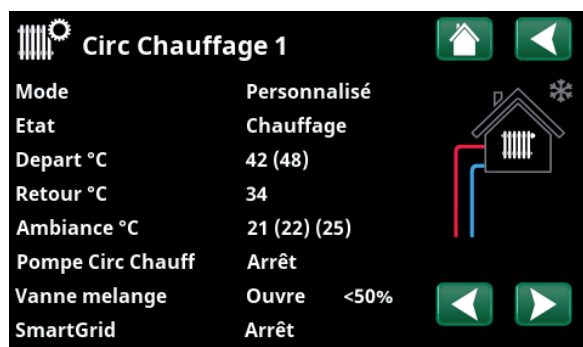 Circ Chauffage 1
Mode Personnalisé
Etat Chauffage
Depart °C 42 (48)
Retour °C 34
Ambiance °C 21 (22) (25)
Pompe Circ Chauff Arrêt
Vanne melange Ouvre <50%
SmartGrid Arrêt